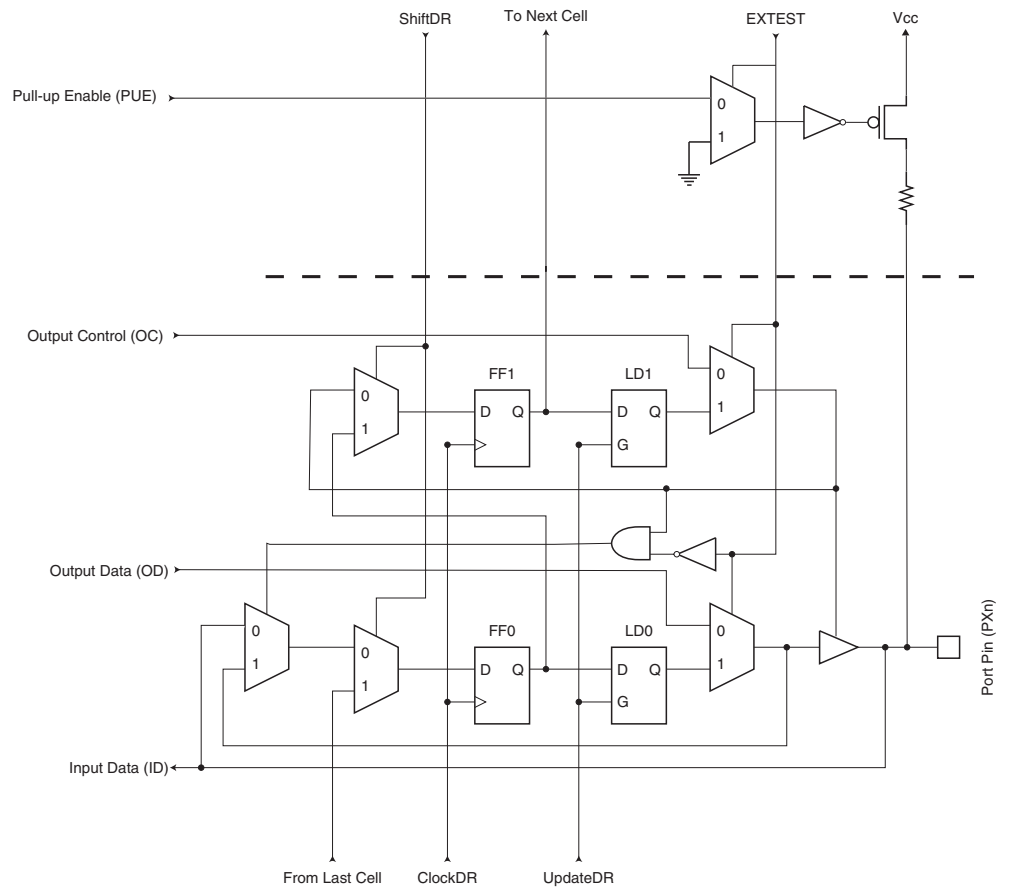 ShiftDR
To Next Cell
EXTEST
Vcc
Pull-up Enable (PUE)
0
1
Output Control (OC)
FF1
LD1
0
0
D Q
D Q
1
1
G
Output Data (OD)
FF0
LD0
0
0
0
D Q
D Q
1
1
1
G
Port Pin (PXn)
Input Data (ID)
From Last Cell
ClockDR
UpdateDR